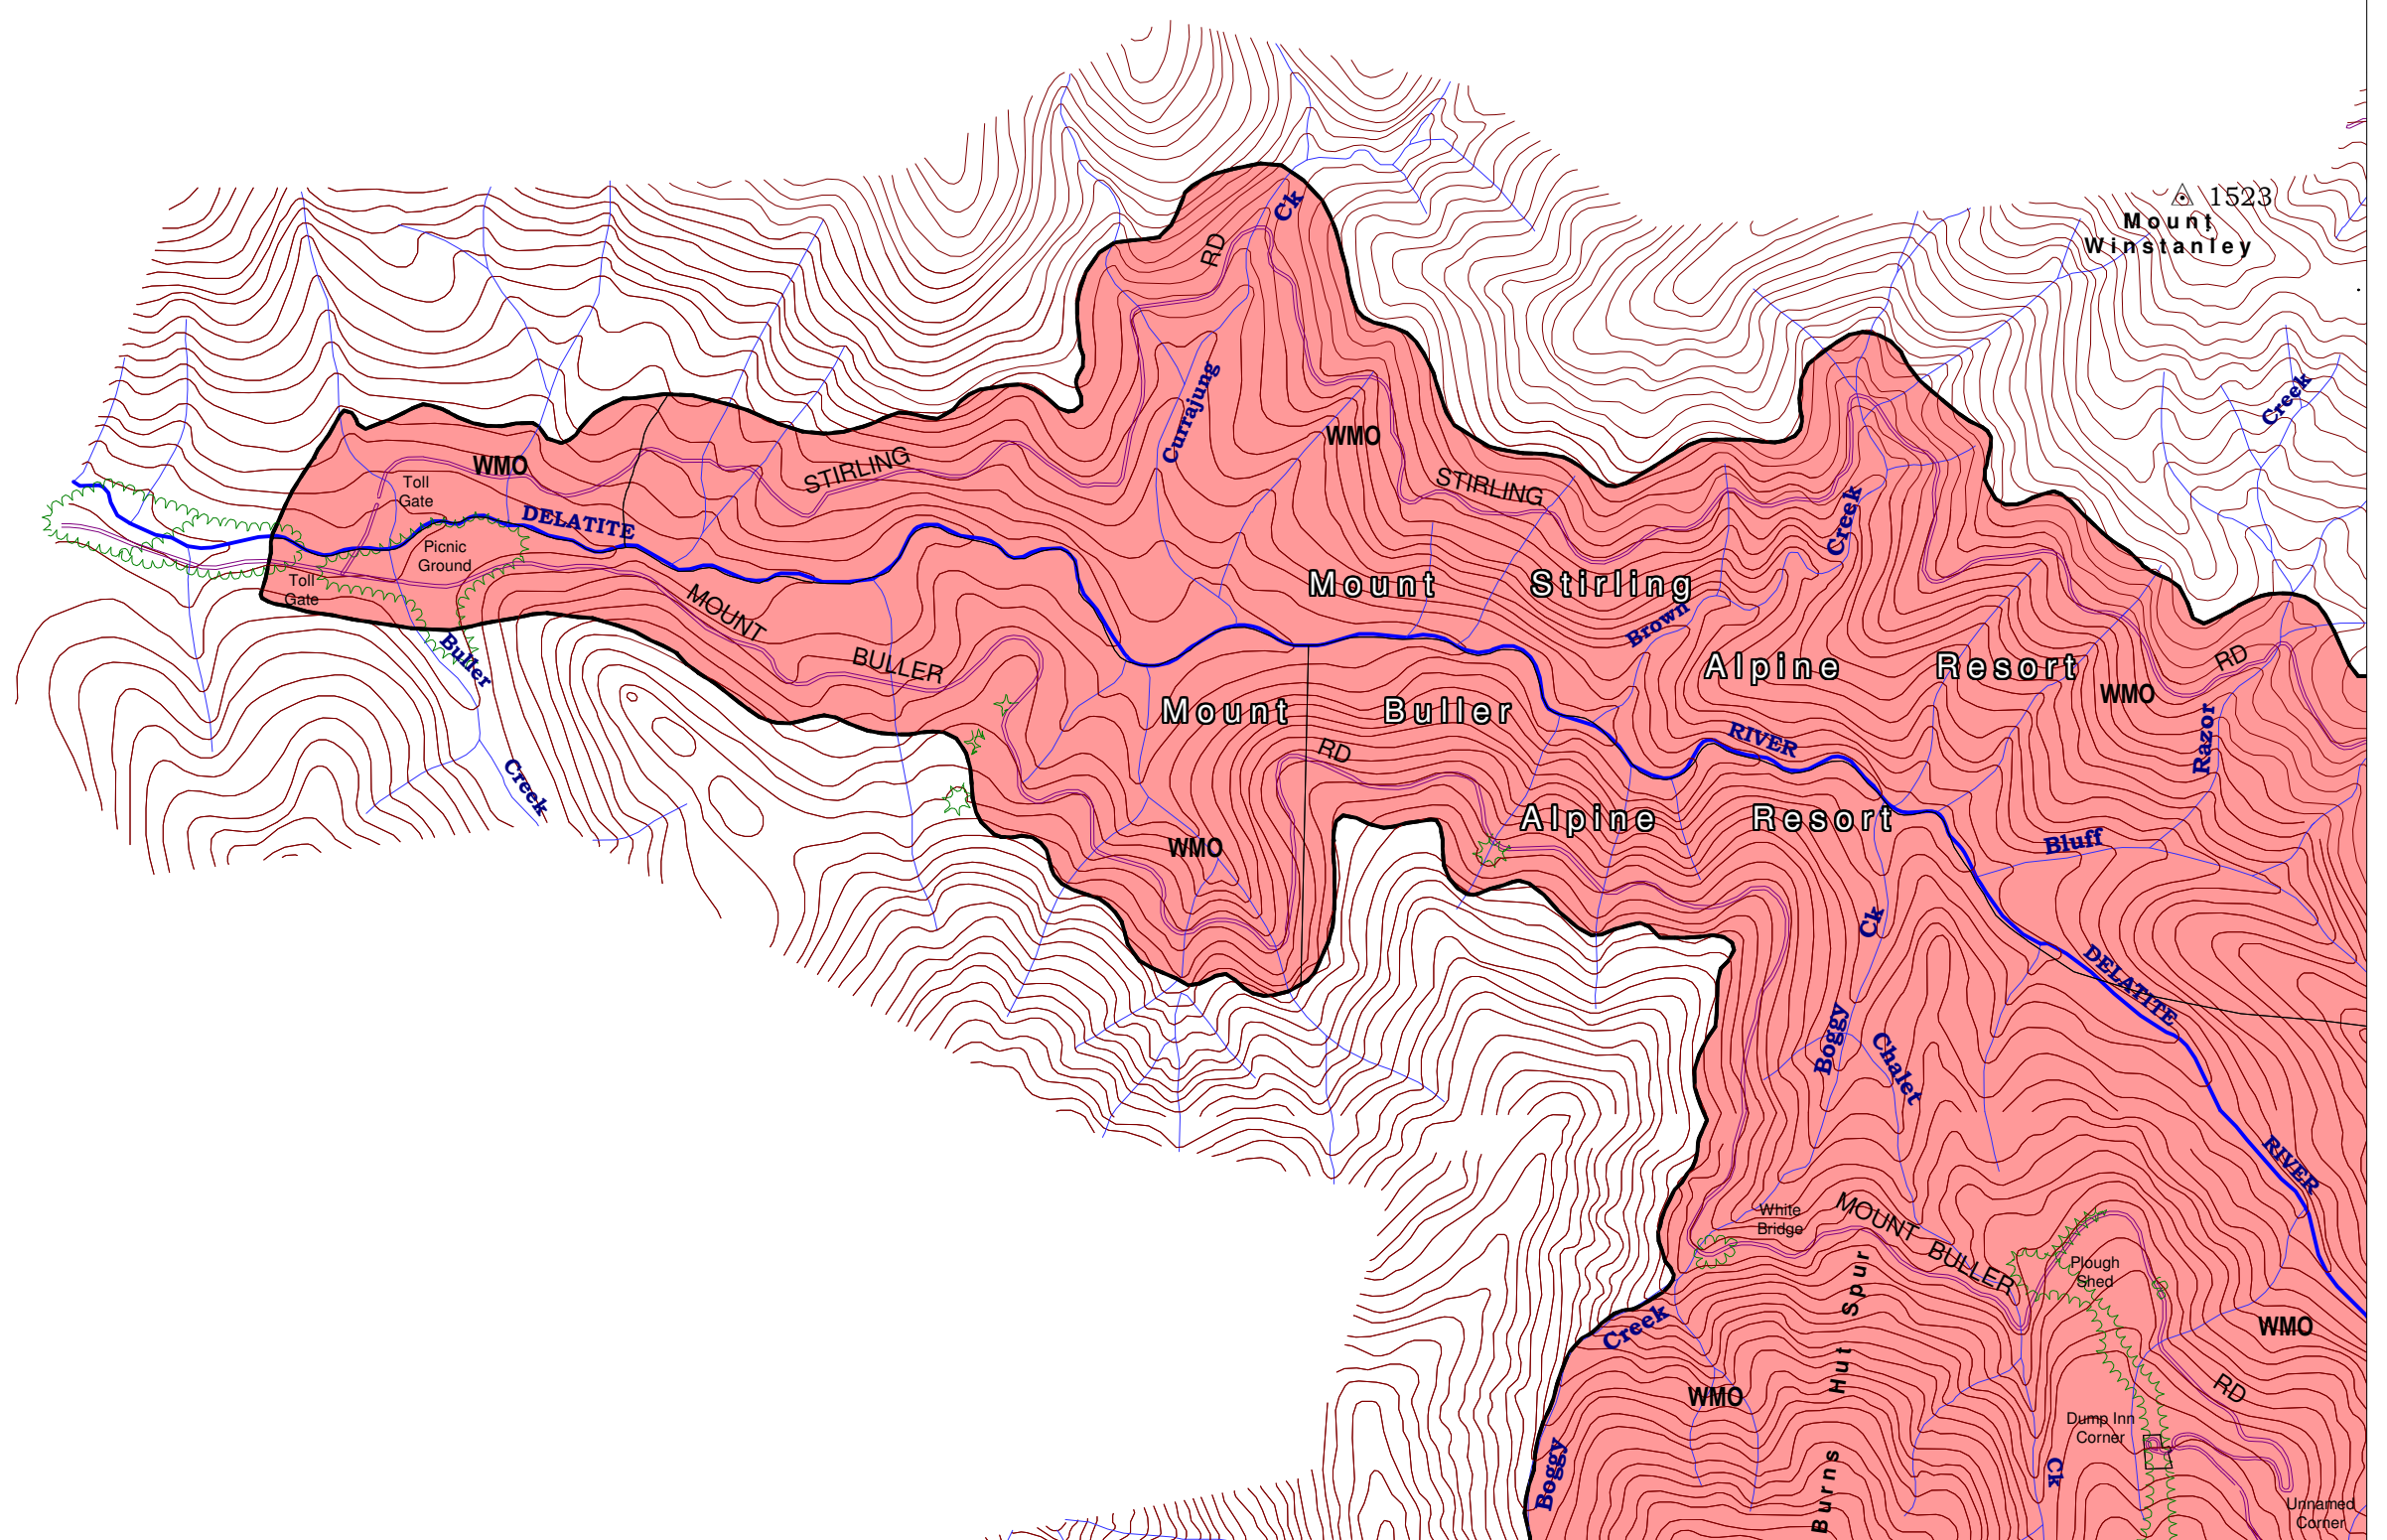 1523
Mount
Winstanley
Ck
RD
Currajung
Creek
WMO
WMO
STIRLING
STIRLING
Toll
Gate
DELATITE
Creek
Picnic
Ground
Toll
Gate
MOUNT
Mount Stirling
Brown
Buller
BULLER
Alpine Resort
RD
WMO
Mount Buller
Razor
RD
RIVER
Creek
Alpine Resort
Bluff
WMO
Ck
DELATITE
Boggy
Chalet
RIVER
White
Bridge
MOUNT
BULLER
Plough
Shed
Creek
WMO
Burns Hut Spur
WMO
RD
Dump Inn
Corner
Boggy
Ck
Unnamed
Corner